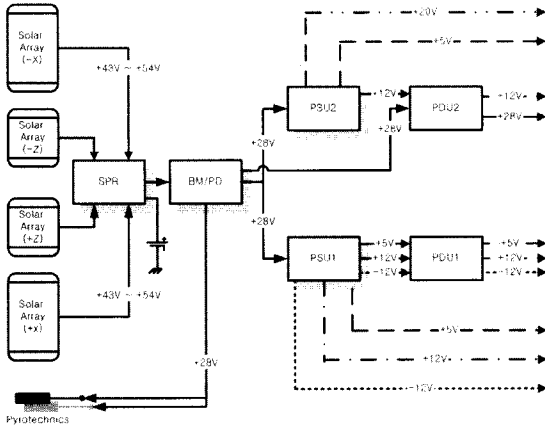 Solar
Array
(-X)
+43V ~ +54V
Solar
Array
(-Z)
SPR
BM/PD
Solar
Array
(+Z)
Solar
Array
(+X)
+43V ~ +54V
+28V
Pyrotechnics
+28V
+28V
+20V
+5V
PSU2
+12V
PDU2
+12V
+28V
+28V
PSU1
+5V
+12V
-12V
PDU1
+5V
+12V
-12V
+5V
+12V
-12V